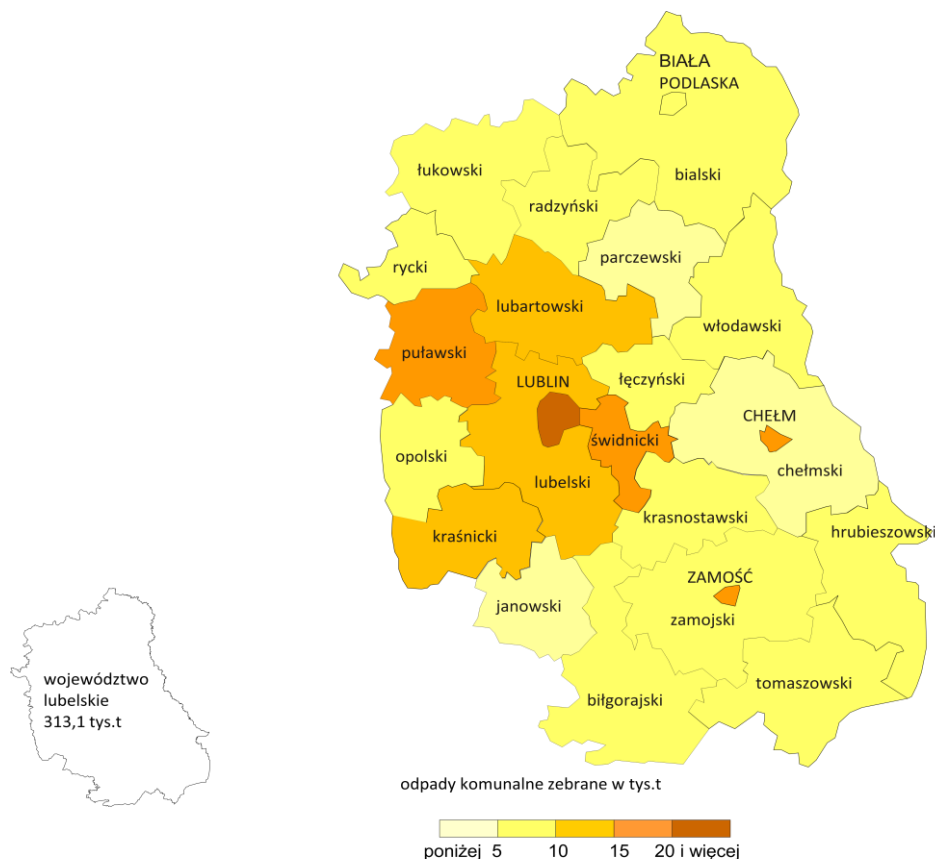 BIAŁA
PODLASKA
łukowski
bialski
radzyński
parczewski
rycki
lubartowski
włodawski
puławski
LUBLIN
łęczyński
CHEŁM
świdnicki
opolski
chełmski
lubelski
krasnostawski
hrubieszowski
kraśnicki
ZAMOŚĆ
janowski
zamojski
województwo
lubelskie
313,1 tys.t
tomaszowski
biłgorajski
odpady komunalne zebrane w tys.t
poniżej 5 10 15 20 i więcej